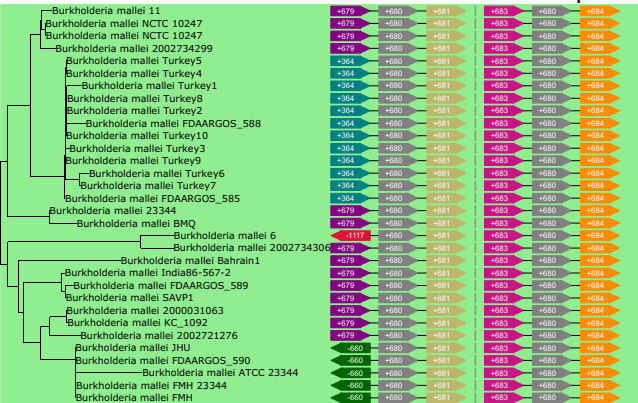 Burkholderia mallei 11 +679 +680 +681 +683 +680 +684
Burkholderia mallei NCTC 10247 +679 +680 +681 +683 +680 +684
Burkholderia mallei NCTC 10247 +679 +680 +681 +683 +680 +684
Burkholderia mallei 2002734299 +679 +680 +681 +683 +680 +684
Burkholderia mallei Turkey5 +364 +680 +681 +683 +680 +684
Burkholderia mallei Turkey4 +364 +680 +681 +683 +680 +684
Burkholderia mallei Turkey1 +364 +680 +681 +683 +680 +684
Burkholderia mallei Turkey8 +364 +680 +681 +683 +680 +684
Burkholderia mallei Turkey2 +364 +680 +681 +683 +680 +684
Burkholderia mallei FDAARGOS_588 +364 +680 +681 +683 +680 +684
Burkholderia mallei Turkey10 +364 +680 +681 +683 +680 +684
Burkholderia mallei Turkey3 +364 +680 +681 +683 +680 +684
Burkholderia mallei Turkey9 +364 +680 +681 +683 +680 +684
Burkholderia mallei Turkey6 +364 +680 +681 +683 +680 +684
Burkholderia mallei Turkey7 +364 +680 +681 +683 +680 +684
Burkholderia mallei FDAARGOS_585 +364 +680 +681 +683 +680 +684
Burkholderia mallei 23344 +679 +680 +681 +683 +680 +684
Burkholderia mallei BMQ +679 +680 +681 +683 +680 +684
Burkholderia mallei 6 -1117 +680 +681 +683 +680 +684
Burkholderia mallei 2002734306 +679 +680 +681 +683 +680 +684
Burkholderia mallei Bahrain1 +679 +680 +681 +683 +680 +684
Burkholderia mallei India86-567-2 +679 +680 +681 +683 +680 +684
Burkholderia mallei FDAARGOS_589 +679 +680 +681 +683 +680 +684
Burkholderia mallei SAVP1 +679 +680 +681 +683 +680 +684
Burkholderia mallei 2000031063 +679 +680 +681 +683 +680 +684
Burkholderia mallei KC_1092 +679 +680 +681 +683 +680 +684
Burkholderia mallei 2002721276 +679 +680 +681 +683 +680 +684
Burkholderia mallei JHU -660 +680 +681 +683 +680 +684
Burkholderia mallei FDAARGOS_590 -660 +680 +681 +683 +680 +684
Burkholderia mallei ATCC 23344 -660 +680 +681 +683 +680 +684
Burkholderia mallei FMH 23344 -660 +680 +681 +683 +680 +684
Burkholderia mallei FMH -660 +680 +681 +683 +680 +684